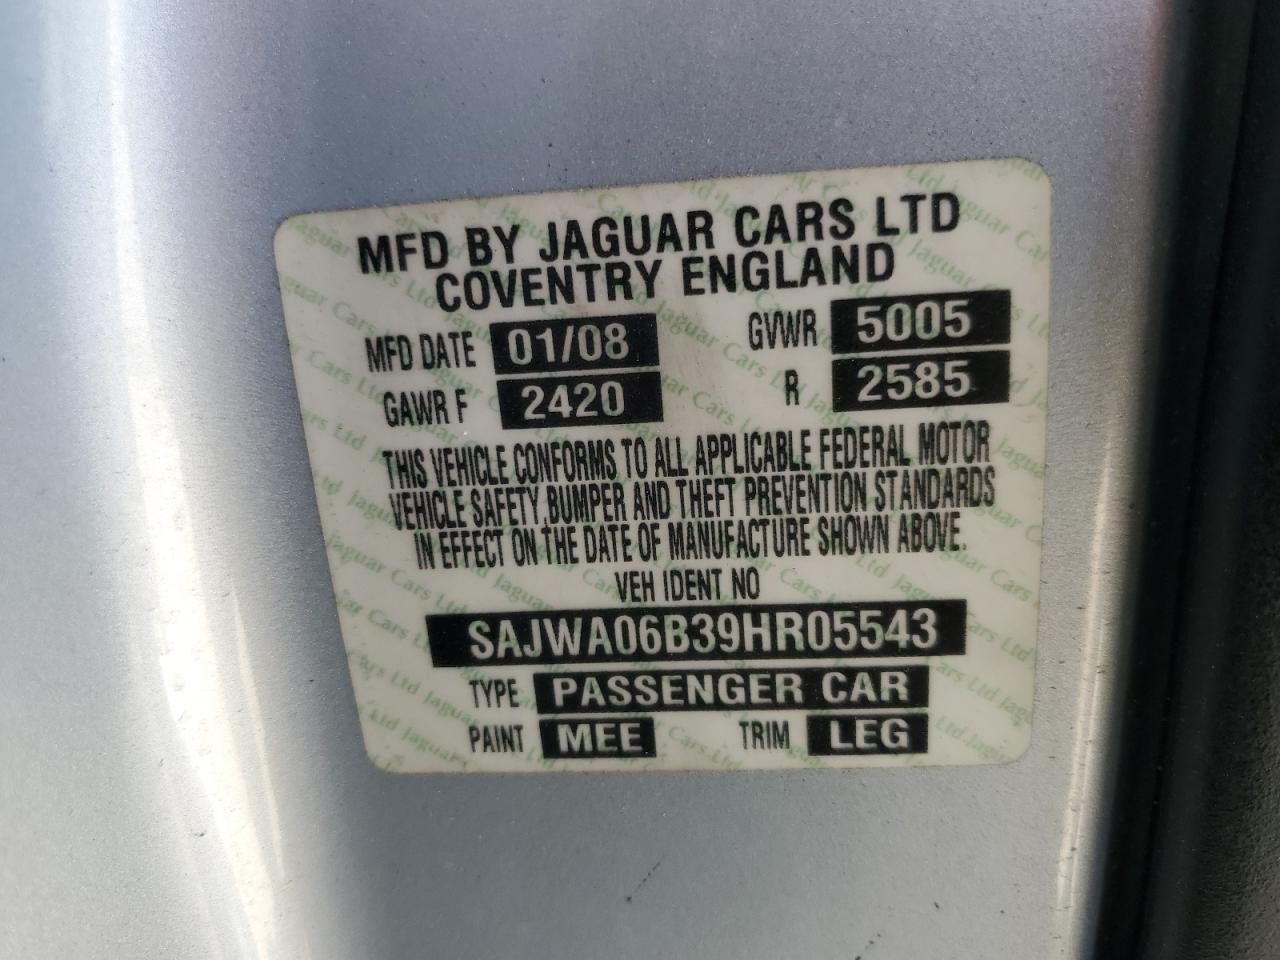 MFD BY JAGUAR CARS LTD
COVENTRY ENGLAND
MFD DATE 01/08 GVWR 5005
GAWR F 2420 R 2585
THIS VEHICLE CONFORMS TO ALL APPLICABLE FEDERAL MOTOR
VEHICLE SAFETY, BUMPER AND THEFT PREVENTION STANDARDS
IN EFFECT ON THE DATE OF MANUFACTURE SHOWN ABOVE.
VEH IDENT NO
SAJWA06B39HR05543
TYPE PASSENGER CAR
PAINT MEE TRIM LEG